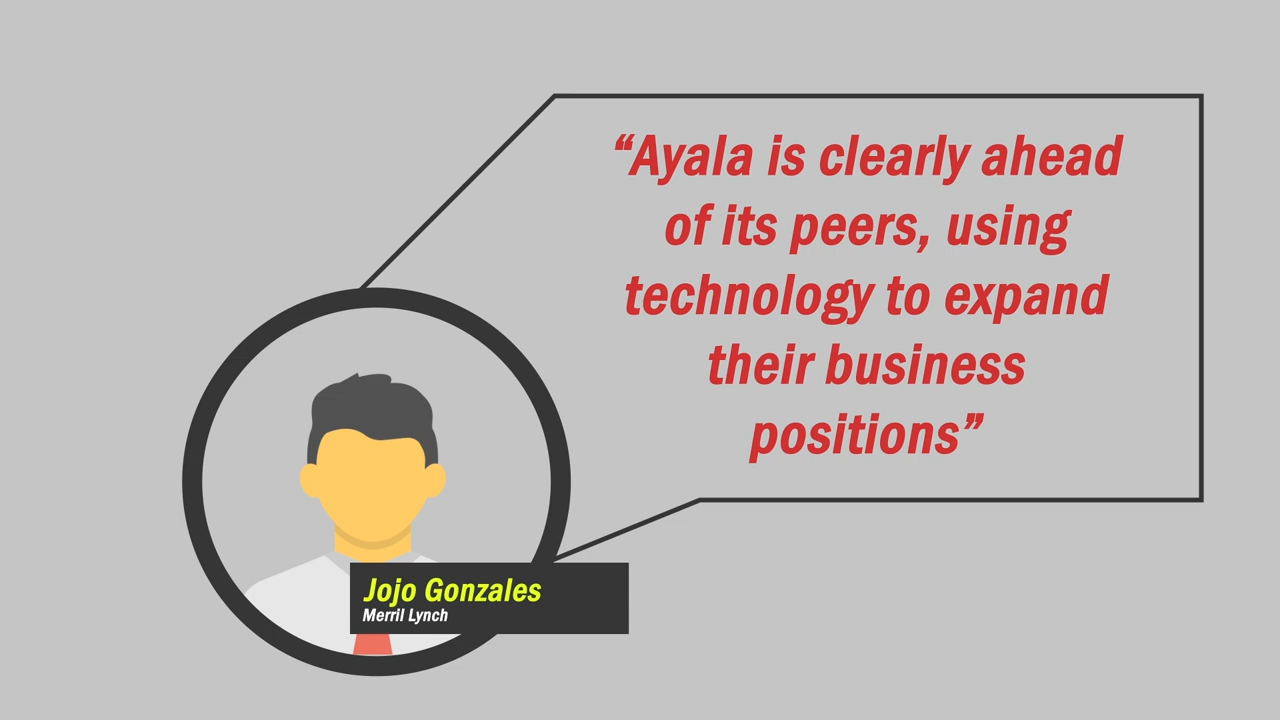 “Ayala is clearly ahead
of its peers, using
technology to expand
their business
positions”
Jojo Gonzales
Merril Lynch